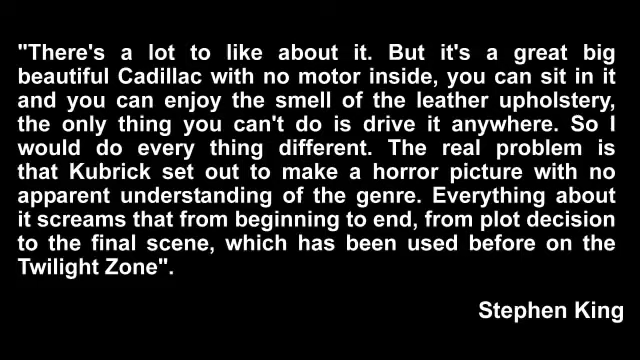 "There's a lot to like about it. But it's a great big
beautiful Cadillac with no motor inside, you can sit in it
and you can enjoy the smell of the leather upholstery,
the only thing you can't do is drive it anywhere. So I
would do every thing different. The real problem is
that Kubrick set out to make a horror picture with no
apparent understanding of the genre. Everything about
it screams that from beginning to end, from plot decision
to the final scene, which has been used before on the
Twilight Zone".
Stephen King